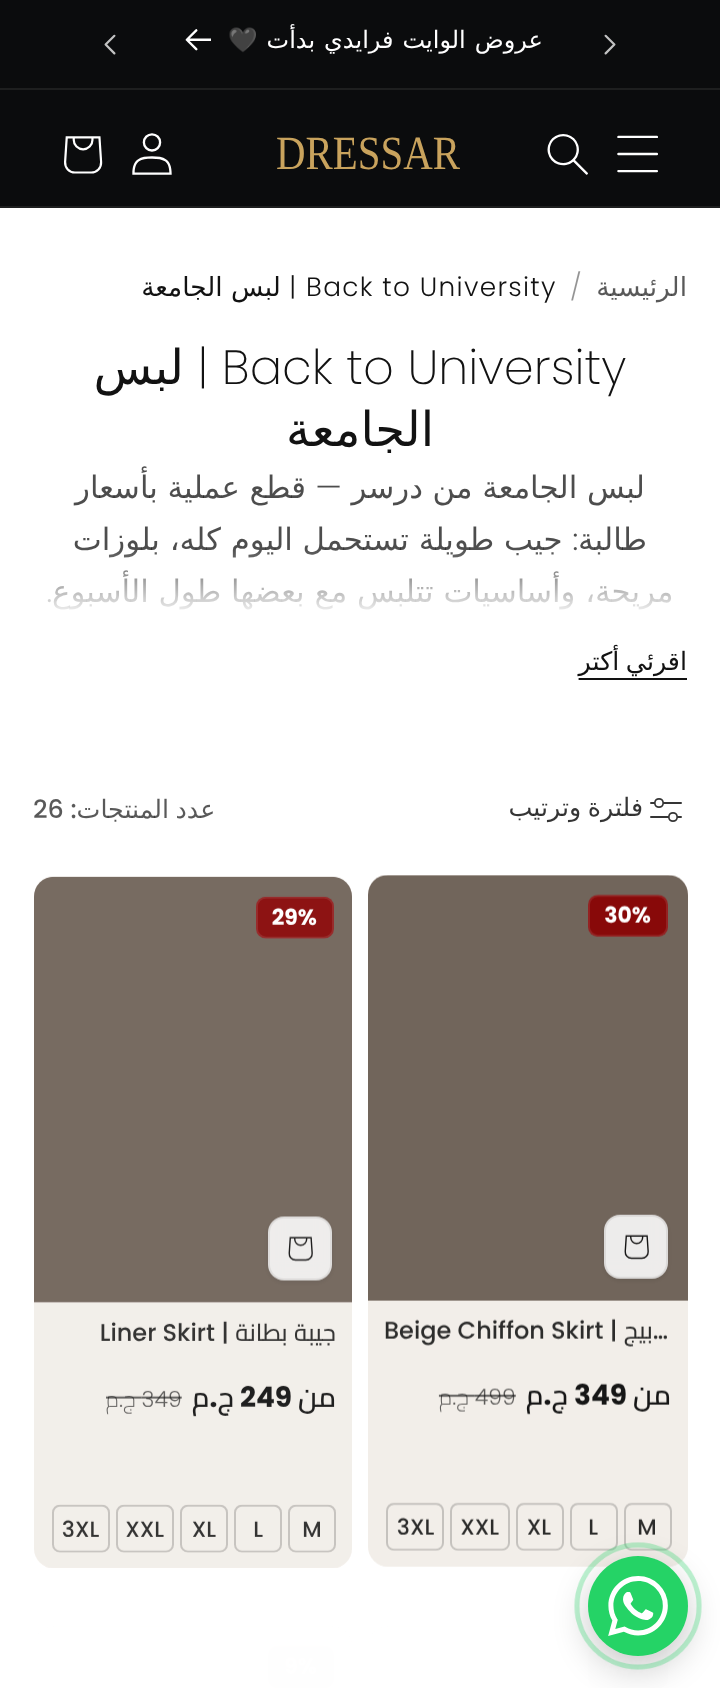 عروض الوايت فرايدي بدأت 🖤 ←
DRESSAR
الرئيسية / Back to University | لبس الجامعة
Back to University | لبس
الجامعة
لبس الجامعة من درسر — قطع عملية بأسعار
طالبة: جيب طويلة تستحمل اليوم كله، بلوزات
مريحة، وأساسيات تتلبس مع بعضها طول الأسبوع.
اقرئي أكتر
فلترة وترتيب
عدد المنتجات: 26
30%
Beige Chiffon Skirt | بيج...
من 349 ج.م 499 ج.م
M L XL XXL 3XL
29%
Liner Skirt | جيبة بطانة
من 249 ج.م 349 ج.م
M L XL XXL 3XL